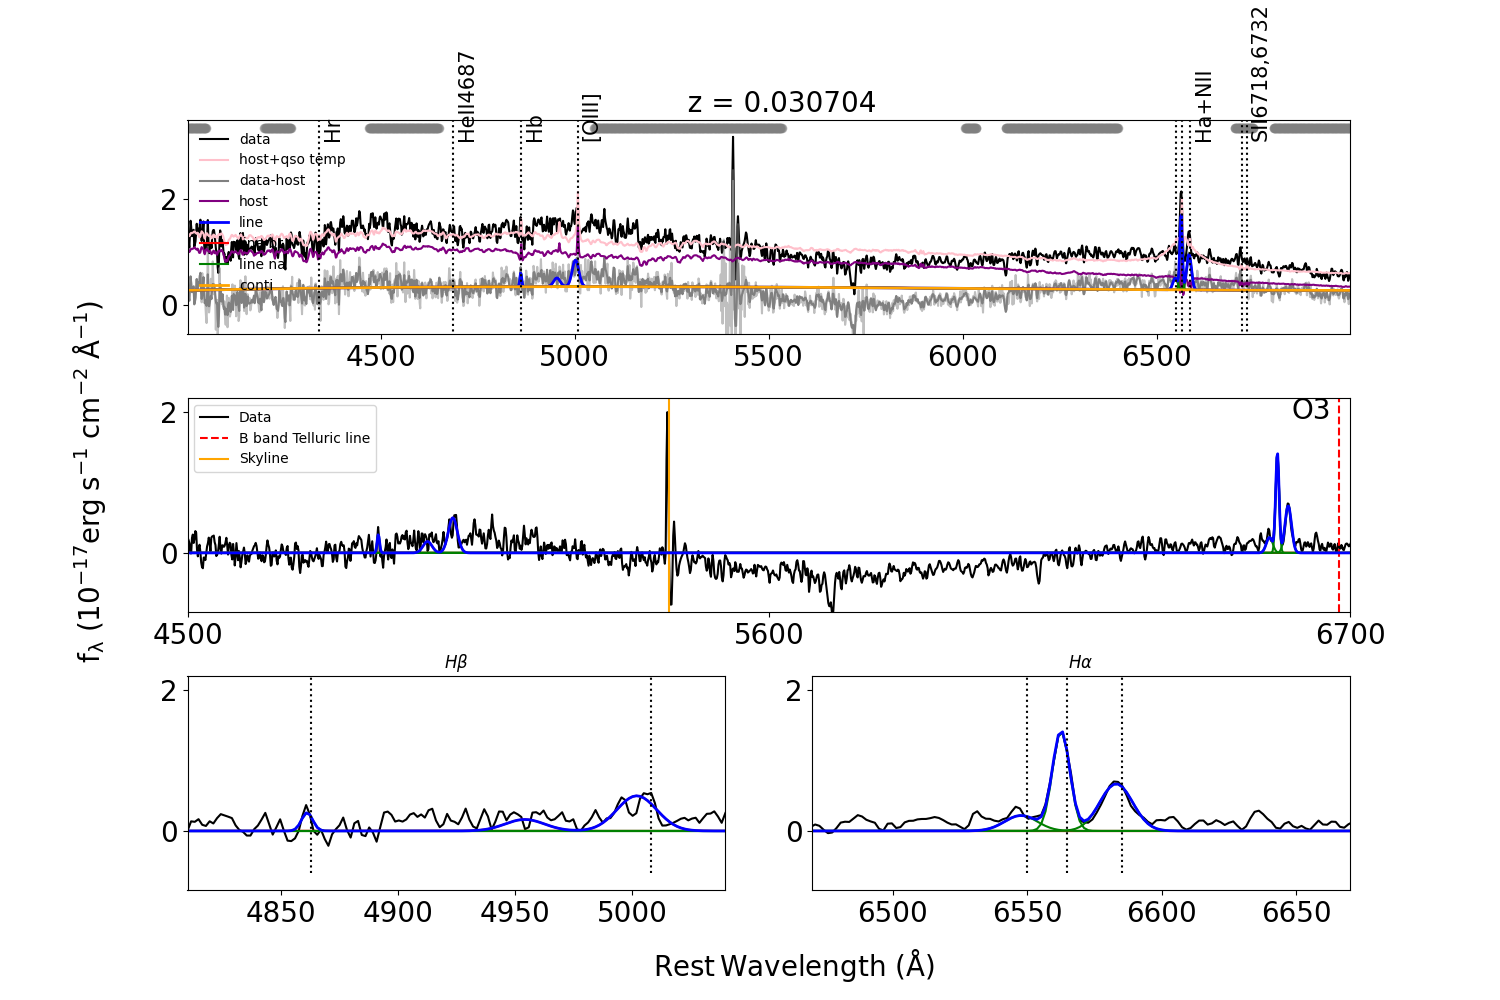 z = 0.030704
Hr
HeII4687
Hb
[OIII]
Ha+NII
SII6718,6732
data
host+qso temp
data-host
host
line
line na
conti
2
0
4500 5000 5500 6000 6500
fλ (10⁻¹⁷erg s⁻¹ cm⁻² Å⁻¹)
Data
B band Telluric line
Skyline
O3
2
0
4500 5600 6700
Hβ
2
0
4850 4900 4950 5000
Hα
2
0
6500 6550 6600 6650
Rest Wavelength (Å)